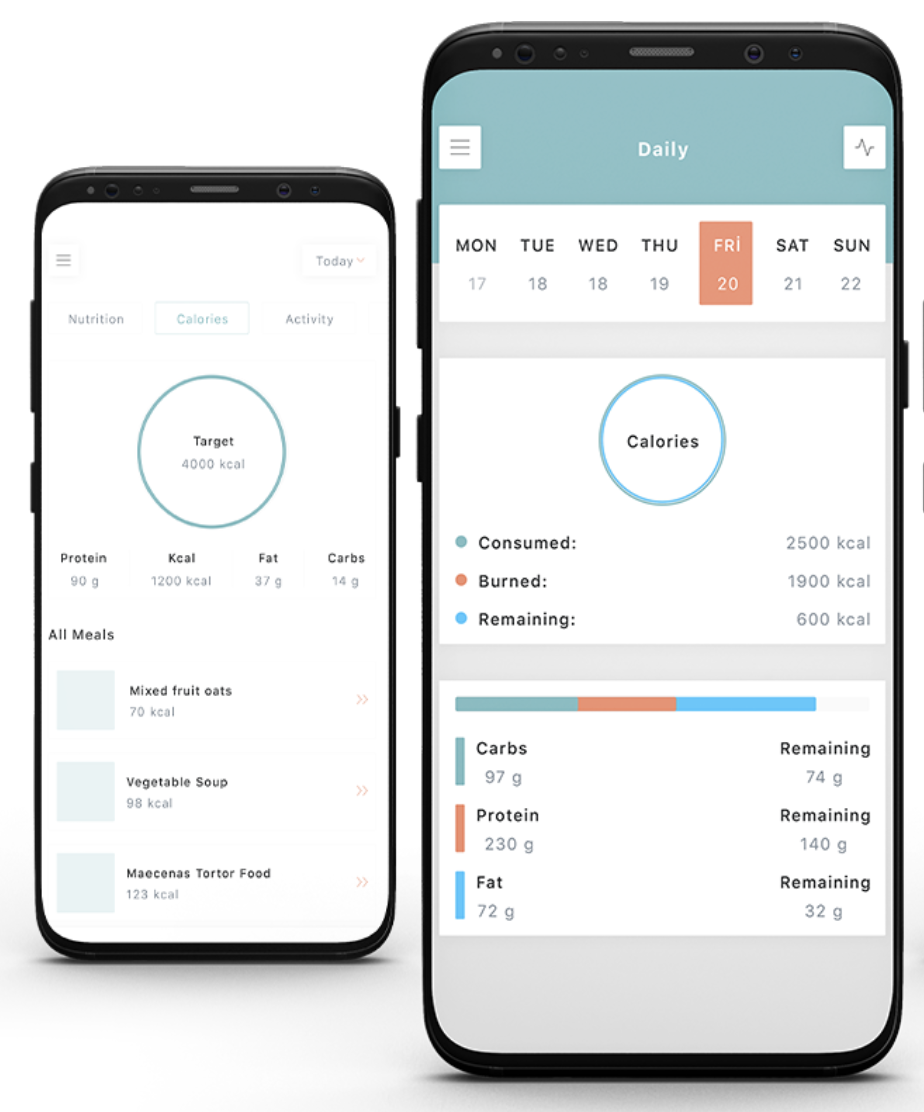 Today
Nutrition Calories Activity
Target
4000 kcal
Protein Kcal Fat Carbs
90 g 1200 kcal 37 g 14 g
All Meals
Mixed fruit oats
70 kcal
Vegetable Soup
98 kcal
Maecenas Tortor Food
123 kcal
Daily
MON TUE WED THU FRİ SAT SUN
17 18 18 19 20 21 22
Calories
Consumed: 2500 kcal
Burned: 1900 kcal
Remaining: 600 kcal
Carbs Remaining
97 g 74 g
Protein Remaining
230 g 140 g
Fat Remaining
72 g 32 g